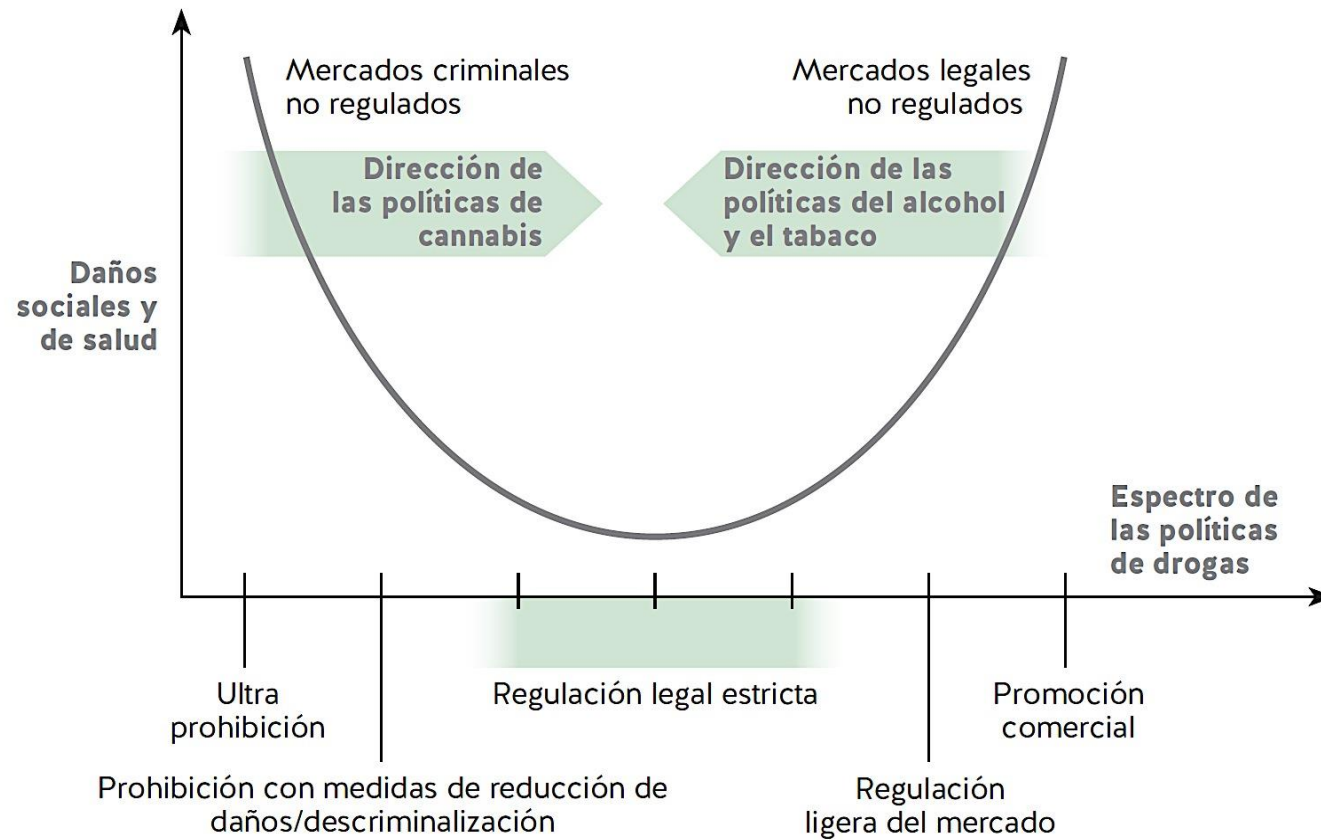 Mercados criminales
no regulados
Mercados legales
no regulados
Dirección de
las políticas de
cannabis
Dirección de las
políticas del alcohol
y el tabaco
Daños
sociales y
de salud
Espectro de
las políticas
de drogas
Ultra
prohibición
Regulación legal estricta
Promoción
comercial
Prohibición con medidas de reducción de
daños/descriminalización
Regulación
ligera del mercado